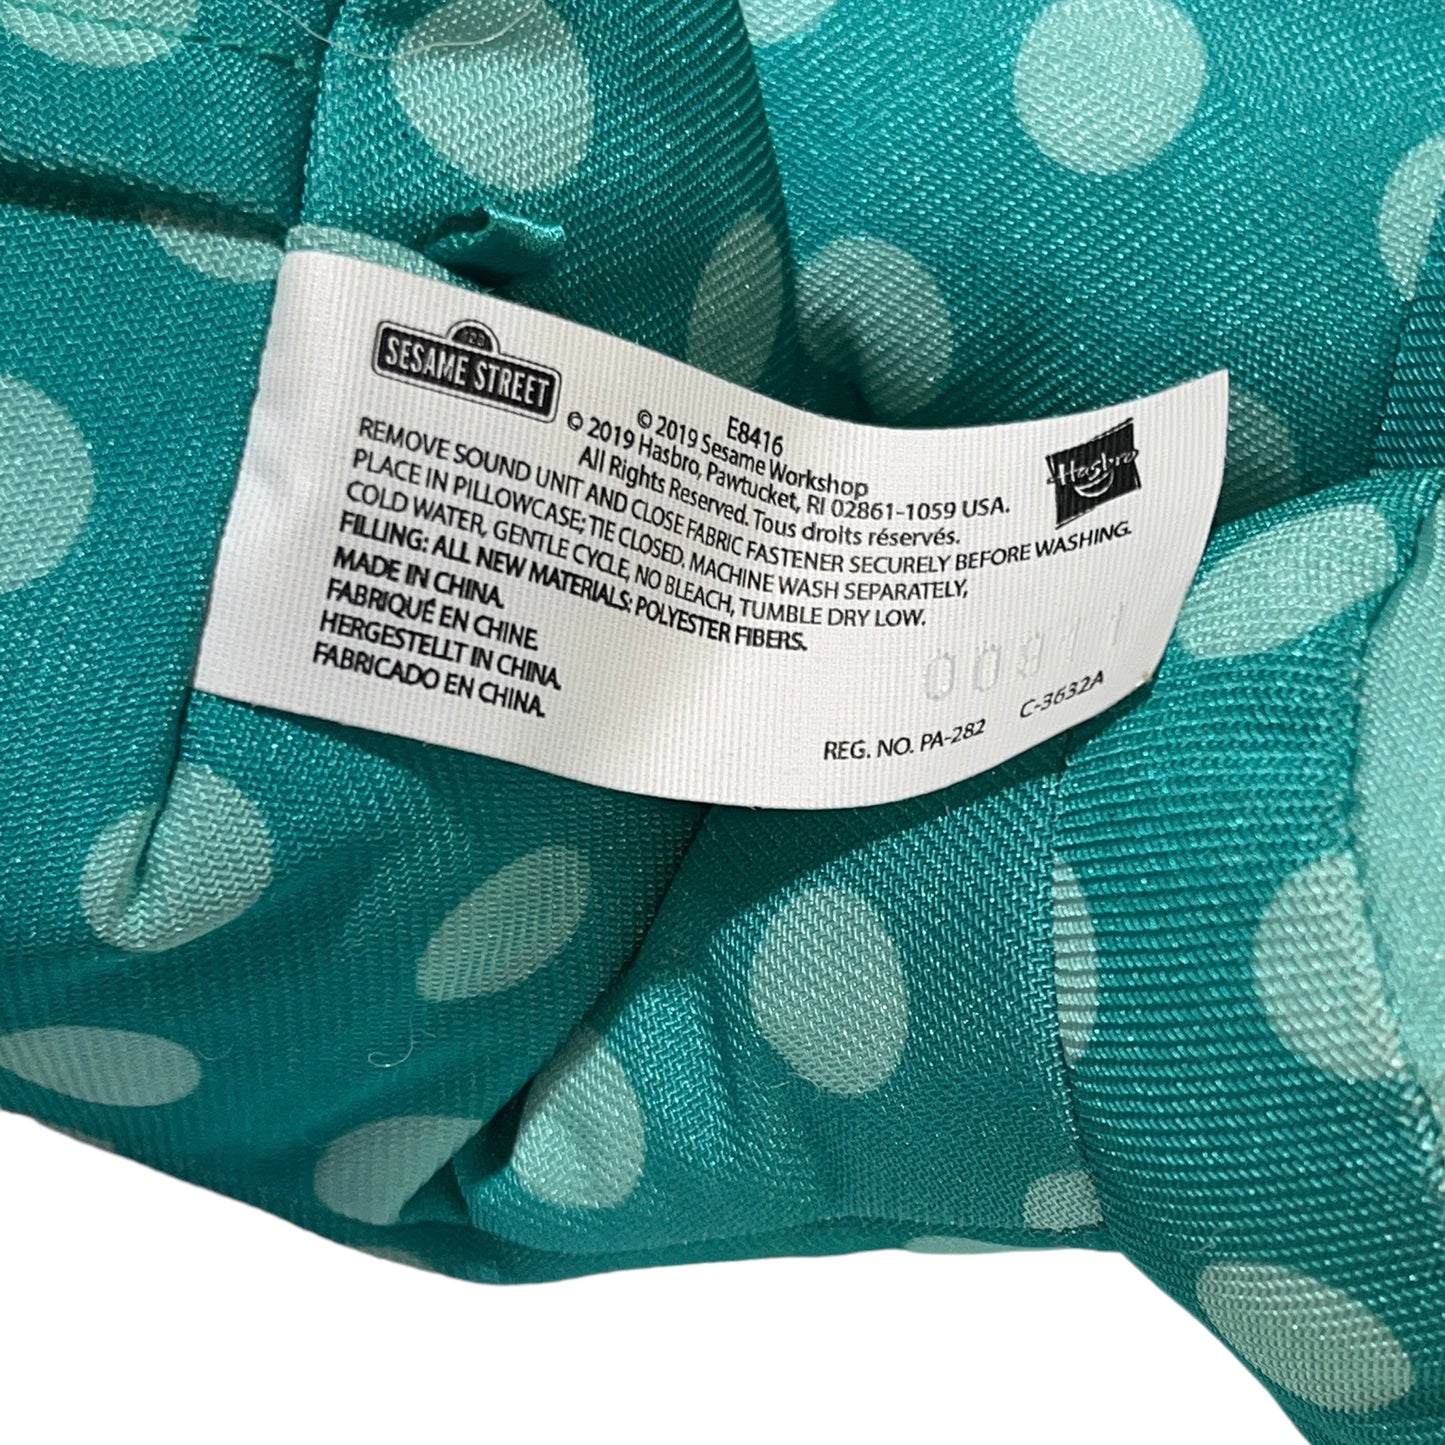 SESAME STREET
E8416
© 2019 Sesame Workshop
© 2019 Hasbro, Pawtucket, RI 02861-1059 USA.
All Rights Reserved. Tous droits réservés.
Hasbro
REMOVE SOUND UNIT AND CLOSE FABRIC FASTENER SECURELY BEFORE WASHING.
PLACE IN PILLOWCASE; TIE CLOSED. MACHINE WASH SEPARATELY,
COLD WATER, GENTLE CYCLE, NO BLEACH, TUMBLE DRY LOW.
FILLING: ALL NEW MATERIALS: POLYESTER FIBERS.
MADE IN CHINA.
FABRIQUÉ EN CHINE.
HERGESTELLT IN CHINA.
FABRICADO EN CHINA.
REG. NO. PA-282 C-3632A